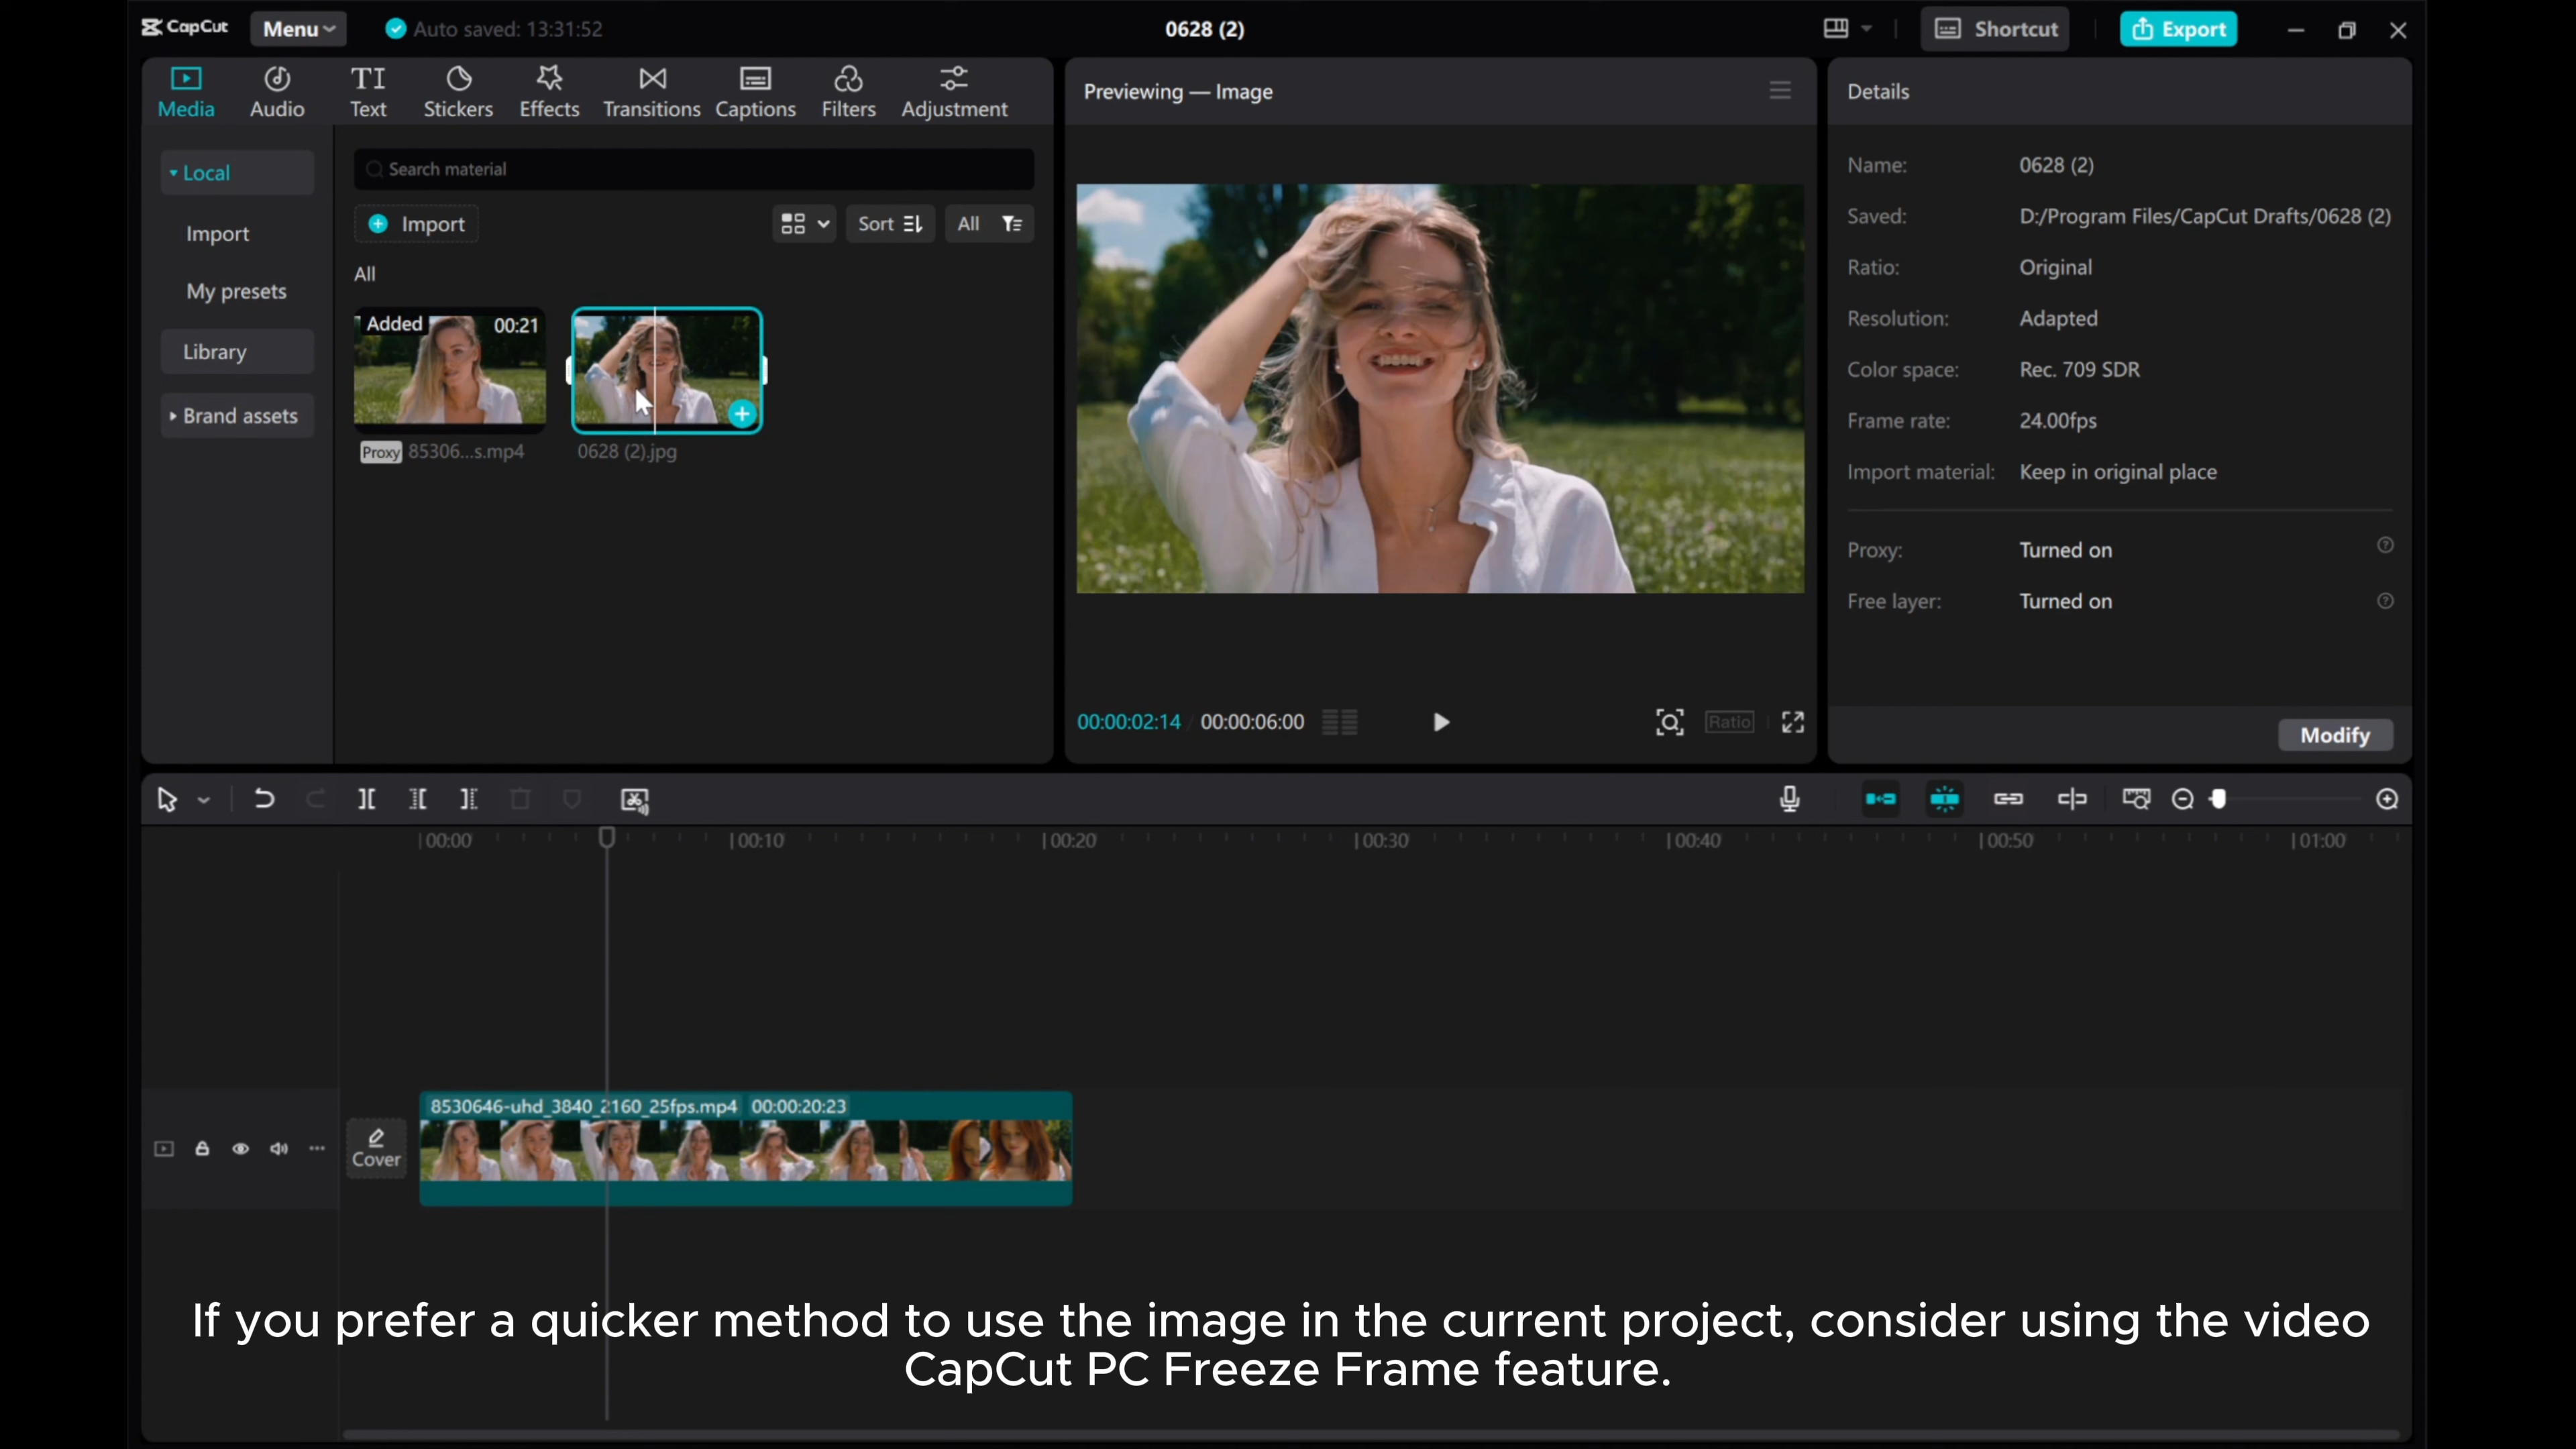 CapCut
Menu
Auto saved: 13:31:52
0628 (2)
Shortcut
Export
Media
Audio
TI
Text
Stickers
Effects
Transitions
Captions
Filters
Adjustment
Local
Import
My presets
Library
Brand assets
Search material
Import
Sort
All
All
Added
00:21
Proxy
85306...s.mp4
0628 (2).jpg
Previewing — Image
00:00:02:14
00:00:06:00
Ratio
Details
Name: 0628 (2)
Saved: D:/Program Files/CapCut Drafts/0628 (2)
Ratio: Original
Resolution: Adapted
Color space: Rec. 709 SDR
Frame rate: 24.00fps
Import material: Keep in original place
Proxy: Turned on
Free layer: Turned on
Modify
00:00
00:10
00:20
00:30
00:40
00:50
01:00
Cover
8530646-uhd_3840_2160_25fps.mp4 00:00:20:23
If you prefer a quicker method to use the image in the current project, consider using the video
CapCut PC Freeze Frame feature.